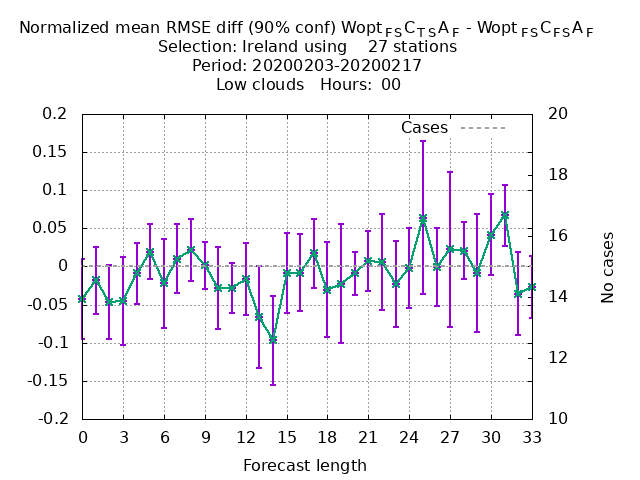 Normalized mean RMSE diff (90% conf) Wopt FS C TS A F - Wopt FS C FS A F
Selection: Ireland using 27 stations
Period: 20200203-20200217
Low clouds Hours: 00
Cases
0.2
0.15
0.1
0.05
0
-0.05
-0.1
-0.15
-0.2
20
18
16
14
12
10
No cases
0 3 6 9 12 15 18 21 24 27 30 33
Forecast length